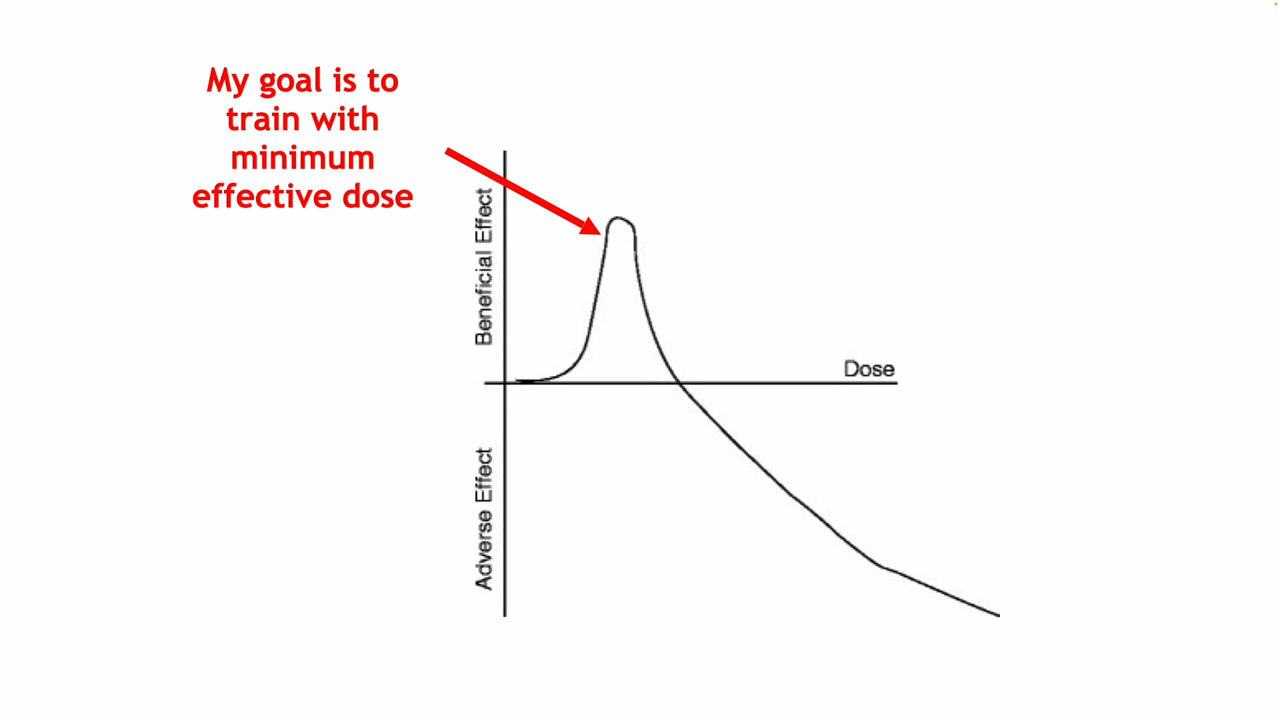 My goal is to
train with
minimum
effective dose
Beneficial Effect
Dose
Adverse Effect